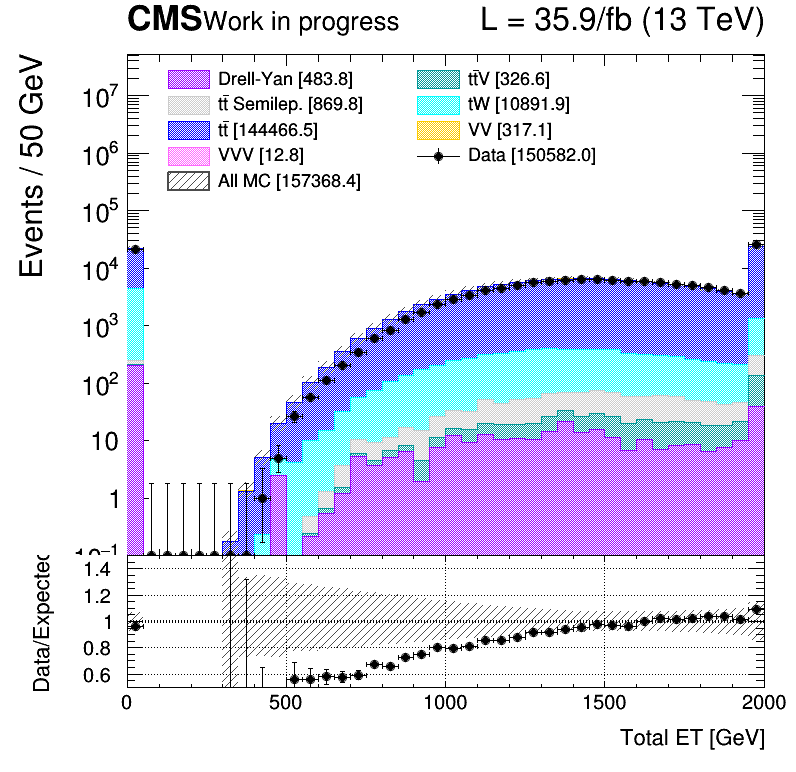 CMS Work in progress L = 35.9/fb (13 TeV)
Events / 50 GeV
Drell-Yan [483.8] tt̄V [326.6]
tt̄ Semilep. [869.8] tW [10891.9]
tt̄ [144466.5] VV [317.1]
VVV [12.8] Data [150582.0]
All MC [157368.4]
10⁷
10⁶
10⁵
10⁴
10³
10²
10
1
10⁻¹
Data/Expected
1.4
1.2
1
0.8
0.6
0 500 1000 1500 2000
Total ET [GeV]